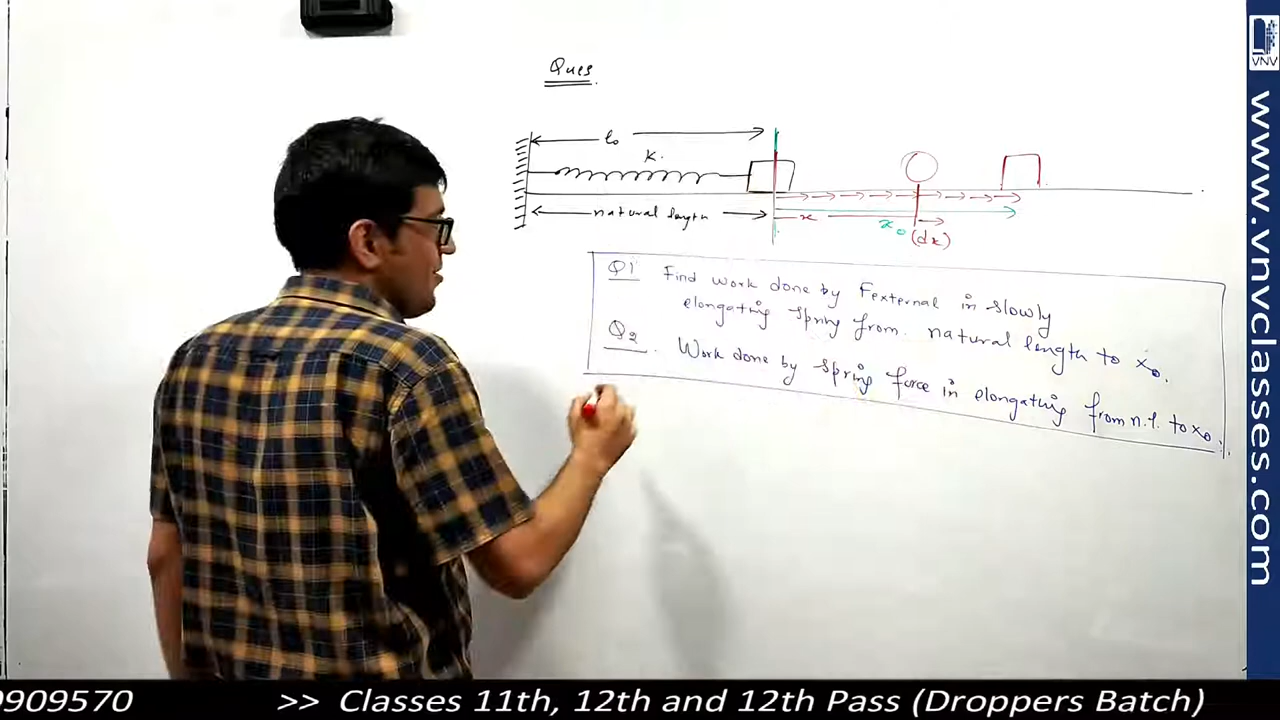 Ques.
l₀
K.
natural length
x
x₀
(dx)
Q1 Find work done by Fexternal in slowly
elongating spring from natural length to x₀.
Q2. Work done by spring force in elongating from n.l. to x₀.
VNV
www.vnvclasses.com
9909570 >> Classes 11th, 12th and 12th Pass (Droppers Batch)